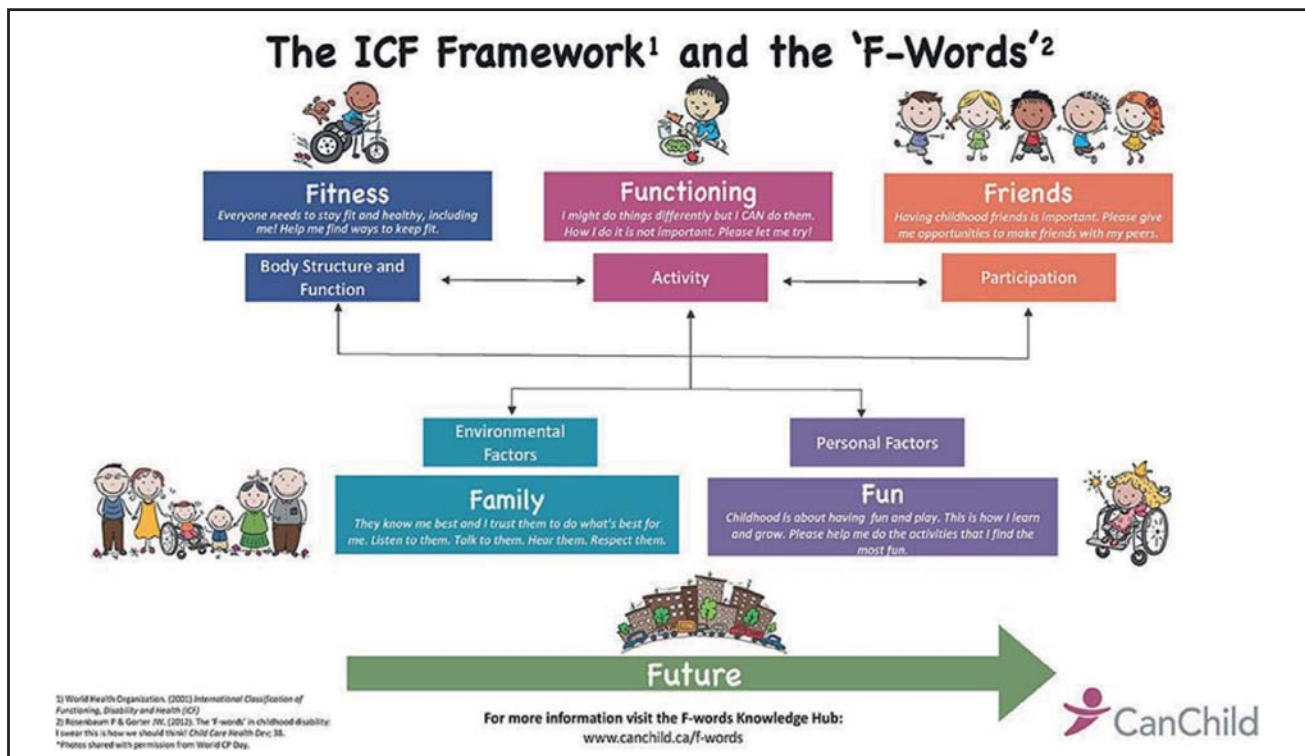 The ICF Framework¹ and the 'F-Words'²
Fitness
Everyone needs to stay fit and healthy, including
me! Help me find ways to keep fit.
Body Structure and
Function
Functioning
I might do things differently but I CAN do them.
How I do it is not important. Please let me try!
Activity
Friends
Having childhood friends is important. Please give
me opportunities to make friends with my peers.
Participation
Environmental
Factors
Family
They know me best and I trust them to do what's best for
me. Listen to them. Talk to them. Hear them. Respect them.
Personal Factors
Fun
Childhood is about having fun and play. This is how I learn
and grow. Please help me do the activities that I find the
most fun.
Future
1) World Health Organization. (2001) International Classification of
Functioning, Disability and Health (ICF)
2) Rosenbaum P & Gorter JW. (2012). The 'F-words' in childhood disability:
I swear this is how we should think! Child Care Health Dev; 38.
*Photos shared with permission from World CP Day.
For more information visit the F-words Knowledge Hub:
www.canchild.ca/f-words
CanChild